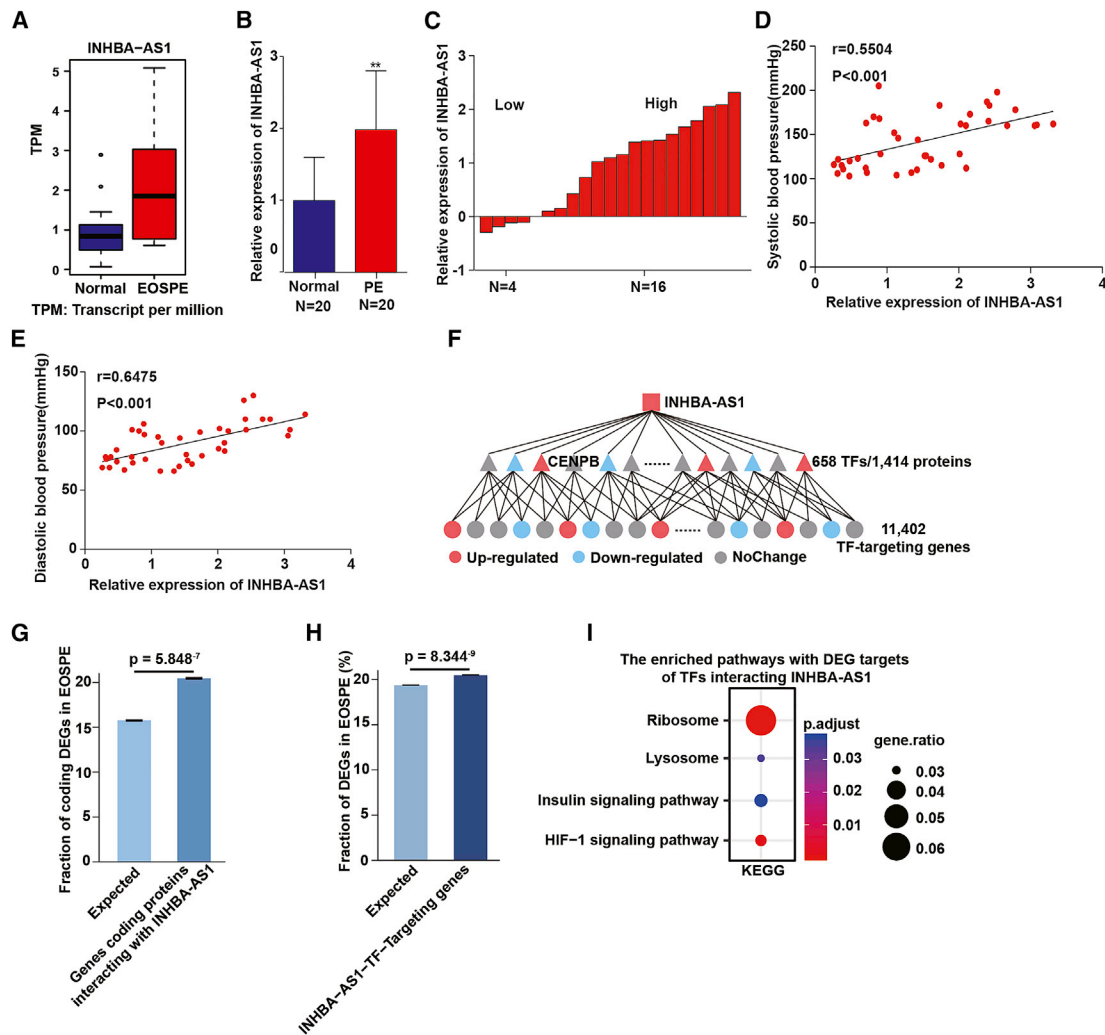 A
INHBA−AS1
TPM
5
4
3
2
1
0
Normal EOSPE
TPM: Transcript per million
B
Relative expression of INHBA-AS1
3
2
1
0
**
Normal PE
N=20 N=20
C
Relative expression of INHBA-AS1
3
2
1
0
-1
Low
High
N=4 N=16
D
Systolic blood pressure(mmHg)
250
200
150
100
50
0
r=0.5504
P<0.001
0 1 2 3 4
Relative expression of INHBA-AS1
E
Diastolic blood pressure(mmHg)
150
100
50
0
r=0.6475
P<0.001
0 1 2 3 4
Relative expression of INHBA-AS1
F
INHBA-AS1
CENPB
658 TFs/1,414 proteins
11,402
TF-targeting genes
Up-regulated Down-regulated NoChange
G
Fraction of coding DEGs in EOSPE
20
15
10
5
0
p = 5.848⁻⁷
Expected
Genes coding proteins
interacting with INHBA-AS1
H
Fraction of DEGs in EOSPE (%)
20
15
10
5
0
p = 8.344⁻⁹
Expected
INHBA−AS1−TF−Targeting genes
I
The enriched pathways with DEG targets
of TFs interacting INHBA-AS1
Ribosome
Lysosome
Insulin signaling pathway
HIF−1 signaling pathway
KEGG
p.adjust
0.03
0.02
0.01
gene.ratio
0.03
0.04
0.05
0.06